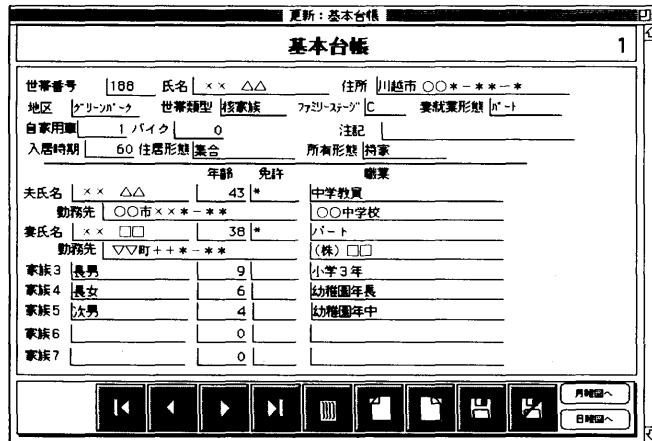 更新：基本台帳
基本台帳 1
世帯番号 188 氏名 ×× △△ 住所 川越市○○＊－＊＊－＊
地区 グリーンパーク 世帯類型 核家族 ファミリーステージ C 妻就業形態 パート
自家用車 1 バイク 0 注記
入居時期 60 住居形態 集合 所有形態 持家
年齢 免許 職業
夫氏名 ×× △△ 43 * 中学教員
勤務先 ○○市××＊－＊＊ ○○中学校
妻氏名 ×× □□ 38 * パート
勤務先 ▽▽町＋＋＊－＊＊ (株) □□
家族3 長男 9 小学3年
家族4 長女 6 幼稚園年長
家族5 次男 4 幼稚園年中
家族6 0
家族7 0
月曜図へ
日曜図へ